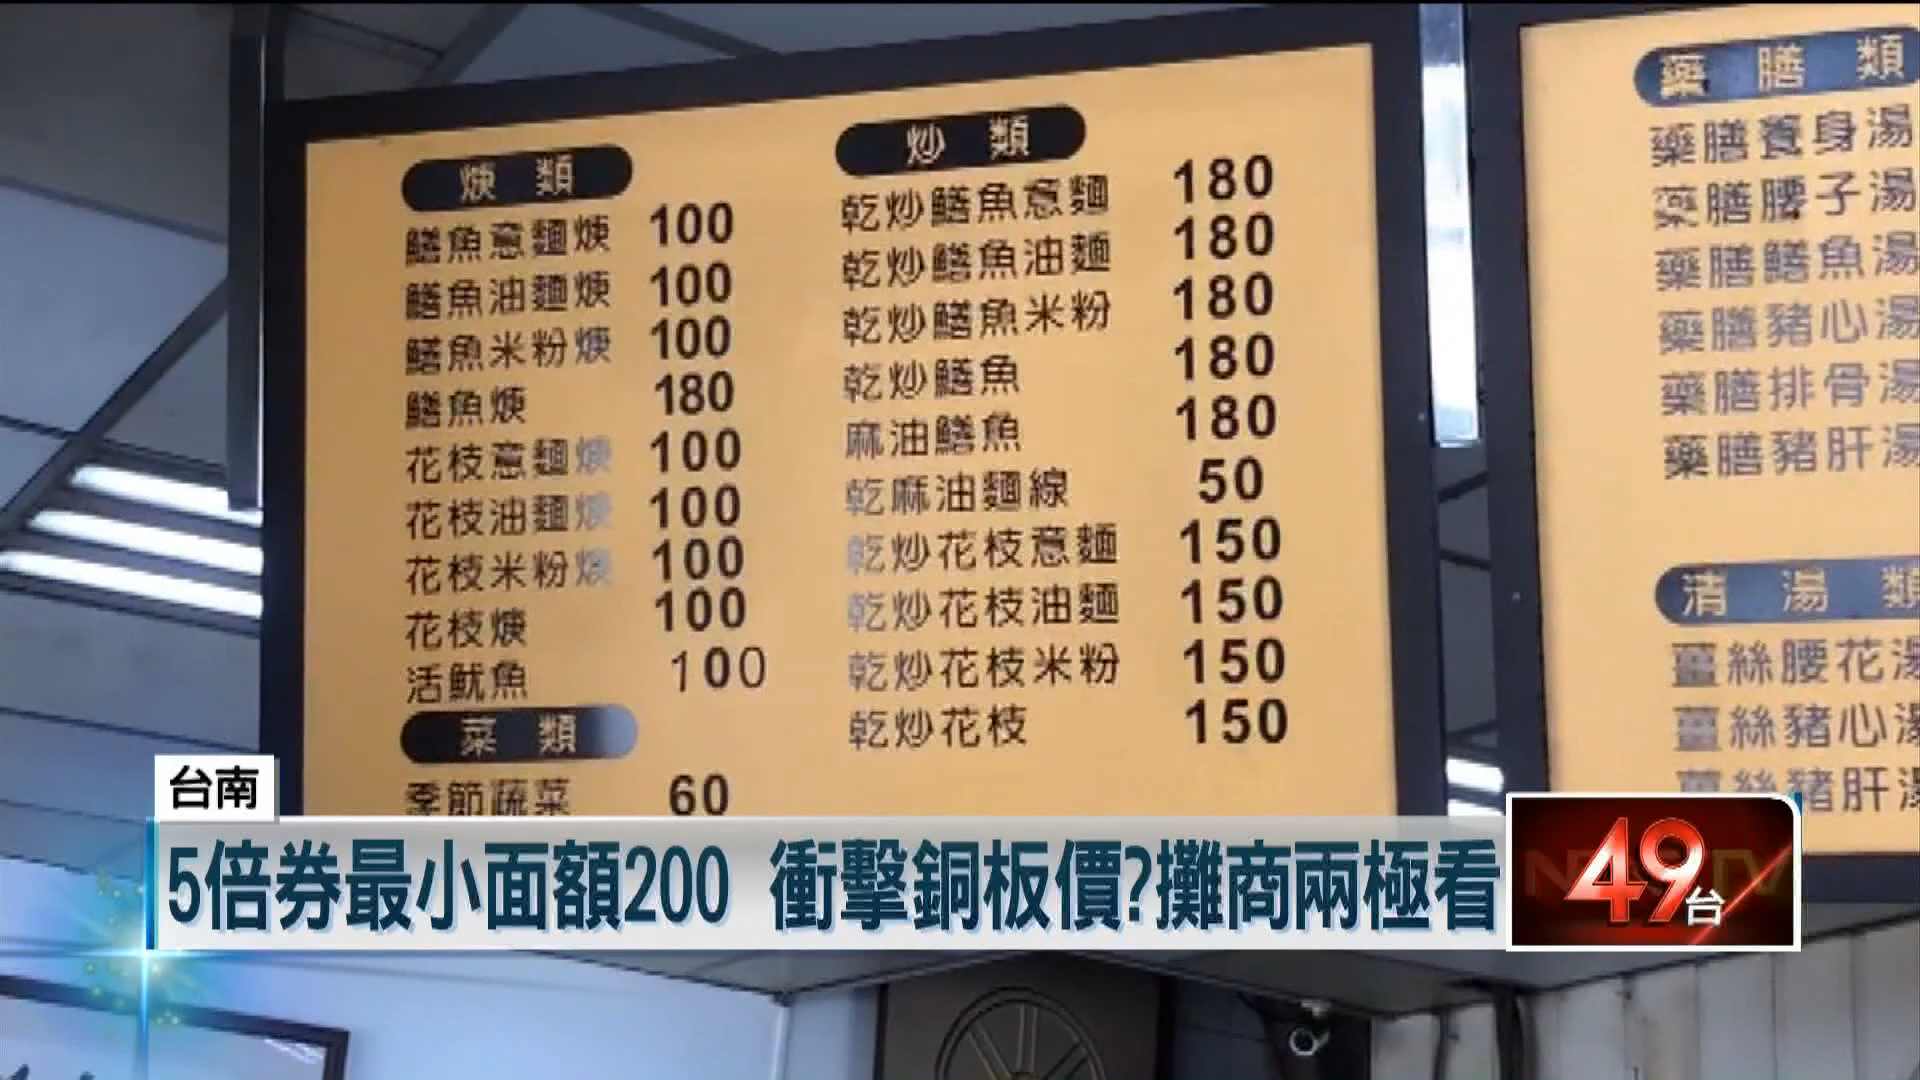 焿類
鱔魚意麵焿 100
鱔魚油麵焿 100
鱔魚米粉焿 100
鱔魚焿 180
花枝意麵焿 100
花枝油麵焿 100
花枝米粉焿 100
花枝焿 100
活魷魚 100
菜類
季節蔬菜 60
炒類
乾炒鱔魚意麵 180
乾炒鱔魚油麵 180
乾炒鱔魚米粉 180
乾炒鱔魚 180
麻油鱔魚 180
乾麻油麵線 50
乾炒花枝意麵 150
乾炒花枝油麵 150
乾炒花枝米粉 150
乾炒花枝 150
藥膳類
藥膳養身湯
藥膳腰子湯
藥膳鱔魚湯
藥膳豬心湯
藥膳排骨湯
藥膳豬肝湯
清湯類
薑絲腰花湯
薑絲豬心湯
薑絲豬肝湯
台南
5倍券最小面額200 衝擊銅板價?攤商兩極看
49台